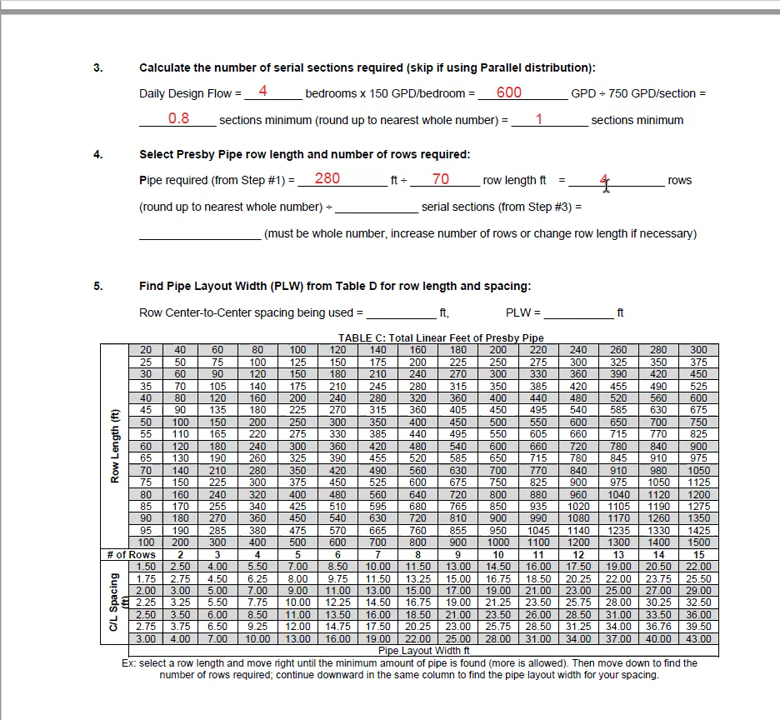 3. Calculate the number of serial sections required (skip if using Parallel distribution):
Daily Design Flow = 4 bedrooms x 150 GPD/bedroom = 600 GPD ÷ 750 GPD/section =
0.8 sections minimum (round up to nearest whole number) = 1 sections minimum
4. Select Presby Pipe row length and number of rows required:
Pipe required (from Step #1) = 280 ft ÷ 70 row length ft = 4 rows
(round up to nearest whole number) ÷ serial sections (from Step #3) =
(must be whole number, increase number of rows or change row length if necessary)
5. Find Pipe Layout Width (PLW) from Table D for row length and spacing:
Row Center-to-Center spacing being used = ft, PLW = ft
TABLE C: Total Linear Feet of Presby Pipe
Row Length (ft)
20 40 60 80 100 120 140 160 180 200 220 240 260 280 300
25 50 75 100 125 150 175 200 225 250 275 300 325 350 375
30 60 90 120 150 180 210 240 270 300 330 360 390 420 450
35 70 105 140 175 210 245 280 315 350 385 420 455 490 525
40 80 120 160 200 240 280 320 360 400 440 480 520 560 600
45 90 135 180 225 270 315 360 405 450 495 540 585 630 675
50 100 150 200 250 300 350 400 450 500 550 600 650 700 750
55 110 165 220 275 330 385 440 495 550 605 660 715 770 825
60 120 180 240 300 360 420 480 540 600 660 720 780 840 900
65 130 190 260 325 390 455 520 585 650 715 780 845 910 975
70 140 210 280 350 420 490 560 630 700 770 840 910 980 1050
75 150 225 300 375 450 525 600 675 750 825 900 975 1050 1125
80 160 240 320 400 480 560 640 720 800 880 960 1040 1120 1200
85 170 255 340 425 510 595 680 765 850 935 1020 1105 1190 1275
90 180 270 360 450 540 630 720 810 900 990 1080 1170 1260 1350
95 190 285 380 475 570 665 760 855 950 1045 1140 1235 1330 1425
100 200 300 400 500 600 700 800 900 1000 1100 1200 1300 1400 1500
# of Rows 2 3 4 5 6 7 8 9 10 11 12 13 14 15
C/L Spacing (ft)
1.50 2.50 4.00 5.50 7.00 8.50 10.00 11.50 13.00 14.50 16.00 17.50 19.00 20.50 22.00
1.75 2.75 4.50 6.25 8.00 9.75 11.50 13.25 15.00 16.75 18.50 20.25 22.00 23.75 25.50
2.00 3.00 5.00 7.00 9.00 11.00 13.00 15.00 17.00 19.00 21.00 23.00 25.00 27.00 29.00
2.25 3.25 5.50 7.75 10.00 12.25 14.50 16.75 19.00 21.25 23.50 25.75 28.00 30.25 32.50
2.50 3.50 6.00 8.50 11.00 13.50 16.00 18.50 21.00 23.50 26.00 28.50 31.00 33.50 36.00
2.75 3.75 6.50 9.25 12.00 14.75 17.50 20.25 23.00 25.75 28.50 31.25 34.00 36.76 39.50
3.00 4.00 7.00 10.00 13.00 16.00 19.00 22.00 25.00 28.00 31.00 34.00 37.00 40.00 43.00
Pipe Layout Width ft
Ex: select a row length and move right until the minimum amount of pipe is found (more is allowed). Then move down to find the
number of rows required; continue downward in the same column to find the pipe layout width for your spacing.